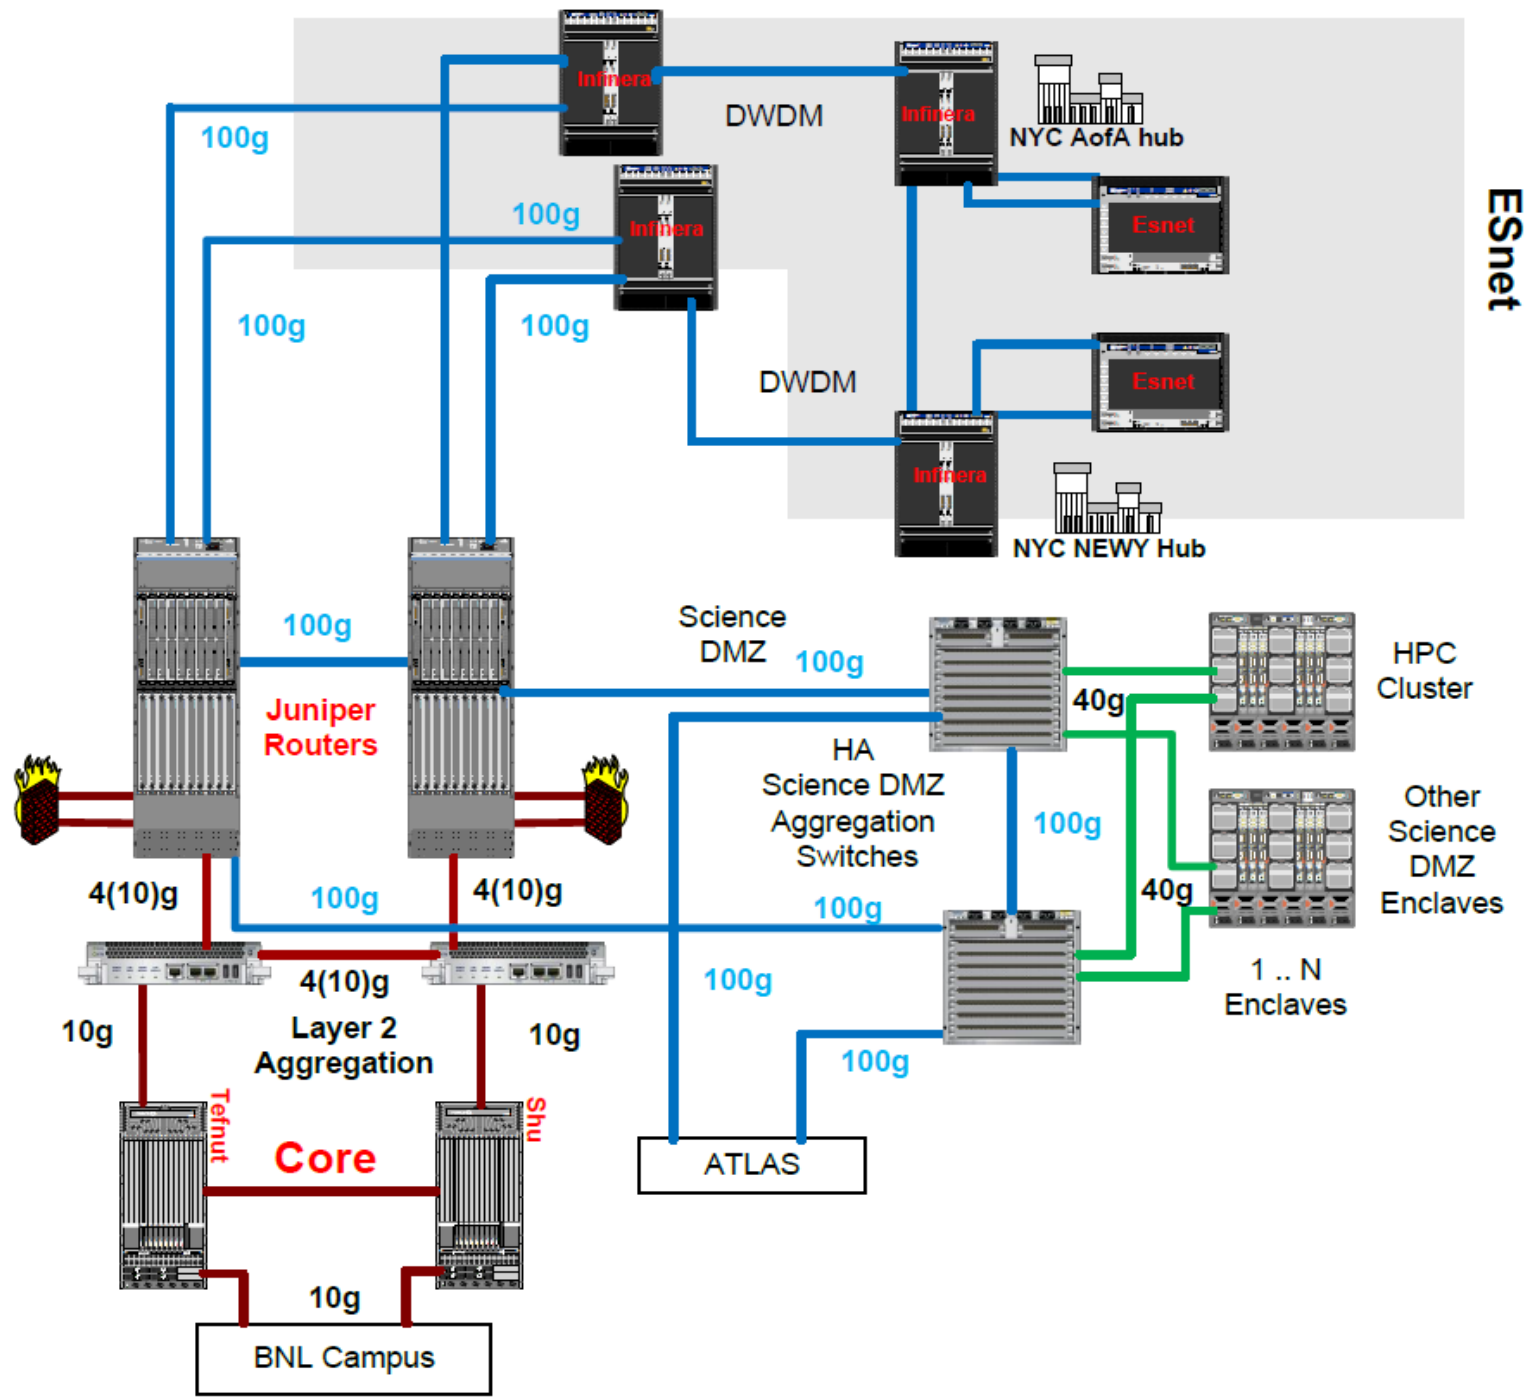 Infinera
Infinera
DWDM
NYC AofA hub
100g
Infinera
100g
Esnet
ESnet
100g
100g
DWDM
Esnet
Infinera
NYC NEWY Hub
100g
Science
DMZ
100g
HPC
Cluster
40g
Juniper
Routers
HA
Science DMZ
Aggregation
Switches
100g
Other
Science
DMZ
Enclaves
4(10)g
100g
4(10)g
100g
40g
4(10)g
100g
1 .. N
Enclaves
10g
Layer 2
Aggregation
10g
100g
Tefnut
Shu
Core
ATLAS
10g
BNL Campus